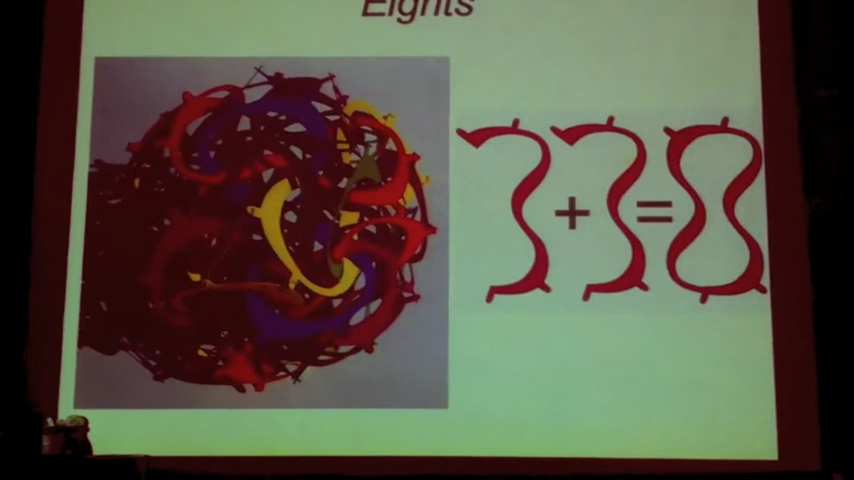 Eights
+ =